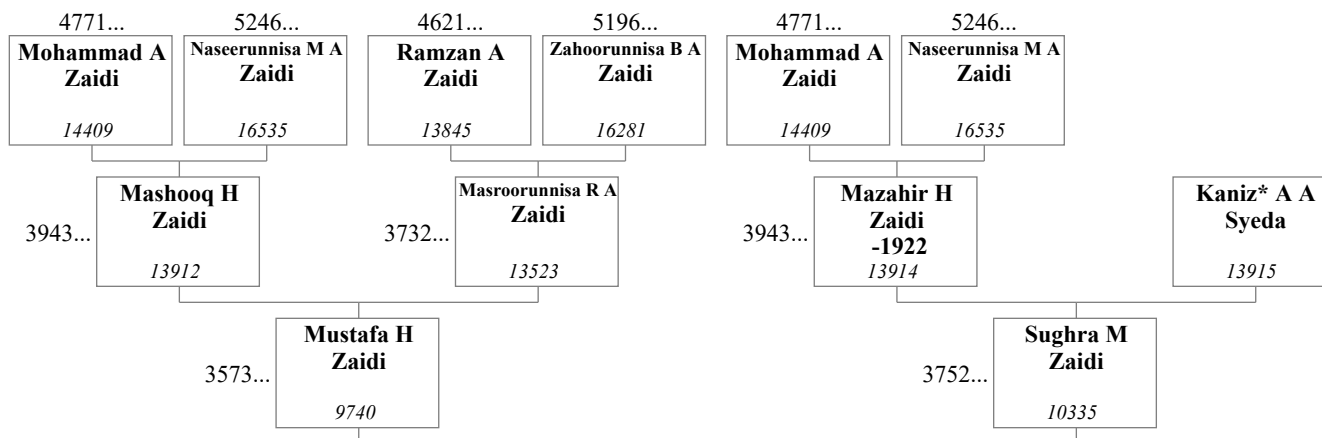 4771... 5246... 4621... 5196... 4771... 5246...
Mohammad A Naseerunnisa M A Ramzan A Zahoorunnisa B A Mohammad A Naseerunnisa M A
Zaidi Zaidi Zaidi Zaidi Zaidi Zaidi
14409 16535 13845 16281 14409 16535
Mashooq H Masroorunnisa R A Mazahir H Kaniz* A A
Zaidi Zaidi Zaidi Syeda
3943... 3732... 3943... -1922
13912 13523 13914 13915
Mustafa H Sughra M
Zaidi Zaidi
3573... 3752...
9740 10335